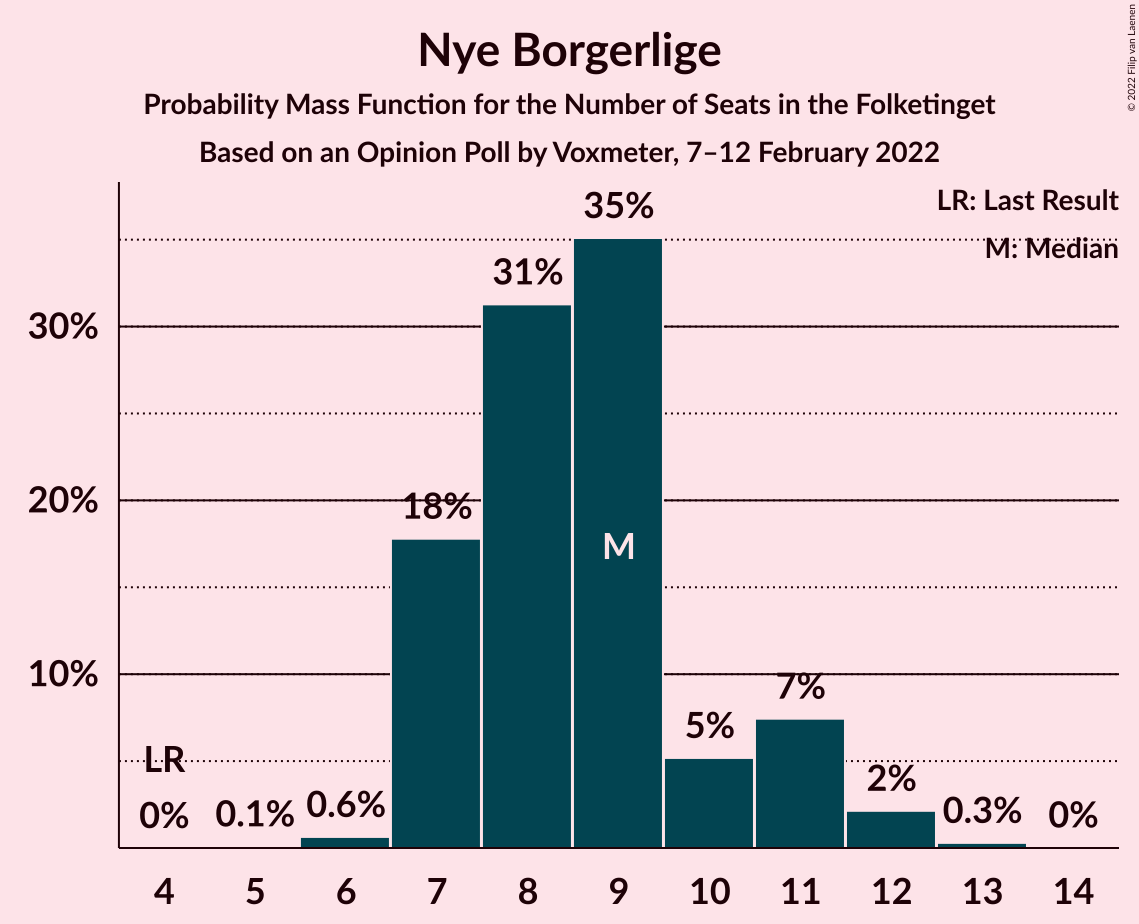 Nye Borgerlige
Probability Mass Function for the Number of Seats in the Folketinget
Based on an Opinion Poll by Voxmeter, 7–12 February 2022
© 2022 Filip van Laenen
LR: Last Result
M: Median
35%
31%
30%
20%
18%
M
10%
7%
5%
LR
2%
0%
0.1%
0.6%
0.3%
0%
4 5 6 7 8 9 10 11 12 13 14